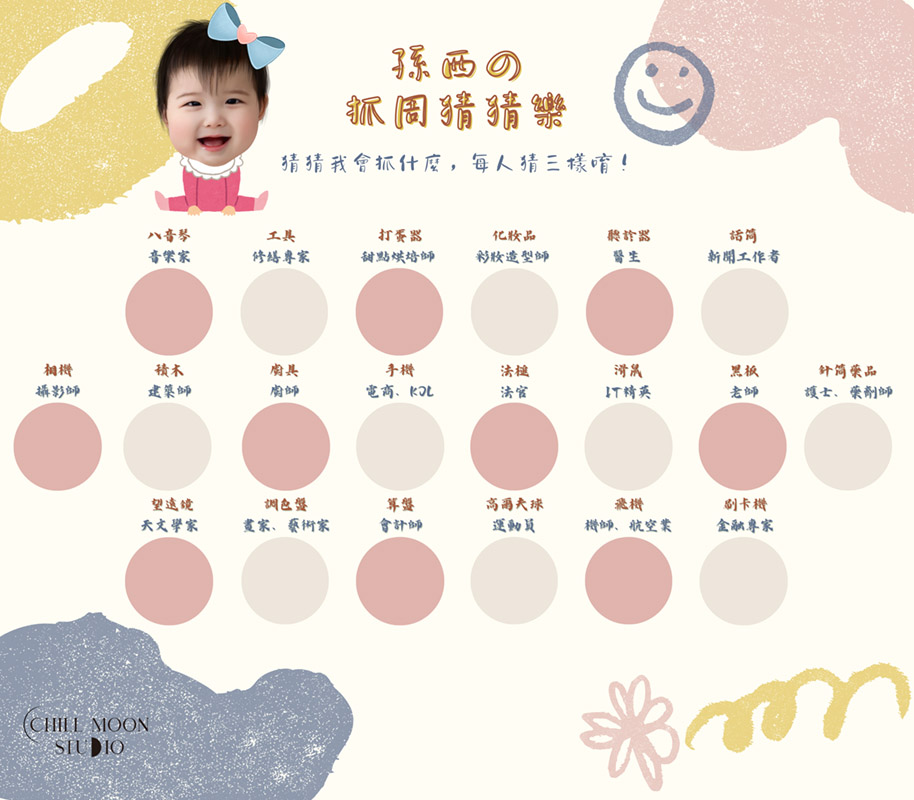 孫西の
抓周猜猜樂
猜猜我會抓什麼，每人猜三樣唷！
八音琴 工具 打蛋器 化妝品 聽診器 話筒
音樂家 修繕專家 甜點烘培師 彩妝造型師 醫生 新聞工作者
相機 積木 廚具 手機 法槌 滑鼠 黑板 針筒藥品
攝影師 建築師 廚師 電商、KOL 法官 IT精英 老師 護士、藥劑師
望遠鏡 調色盤 算盤 高爾夫球 飛機 刷卡機
天文學家 畫家、藝術家 會計師 運動員 機師、航空業 金融專家
CHILL MOON
STUDIO